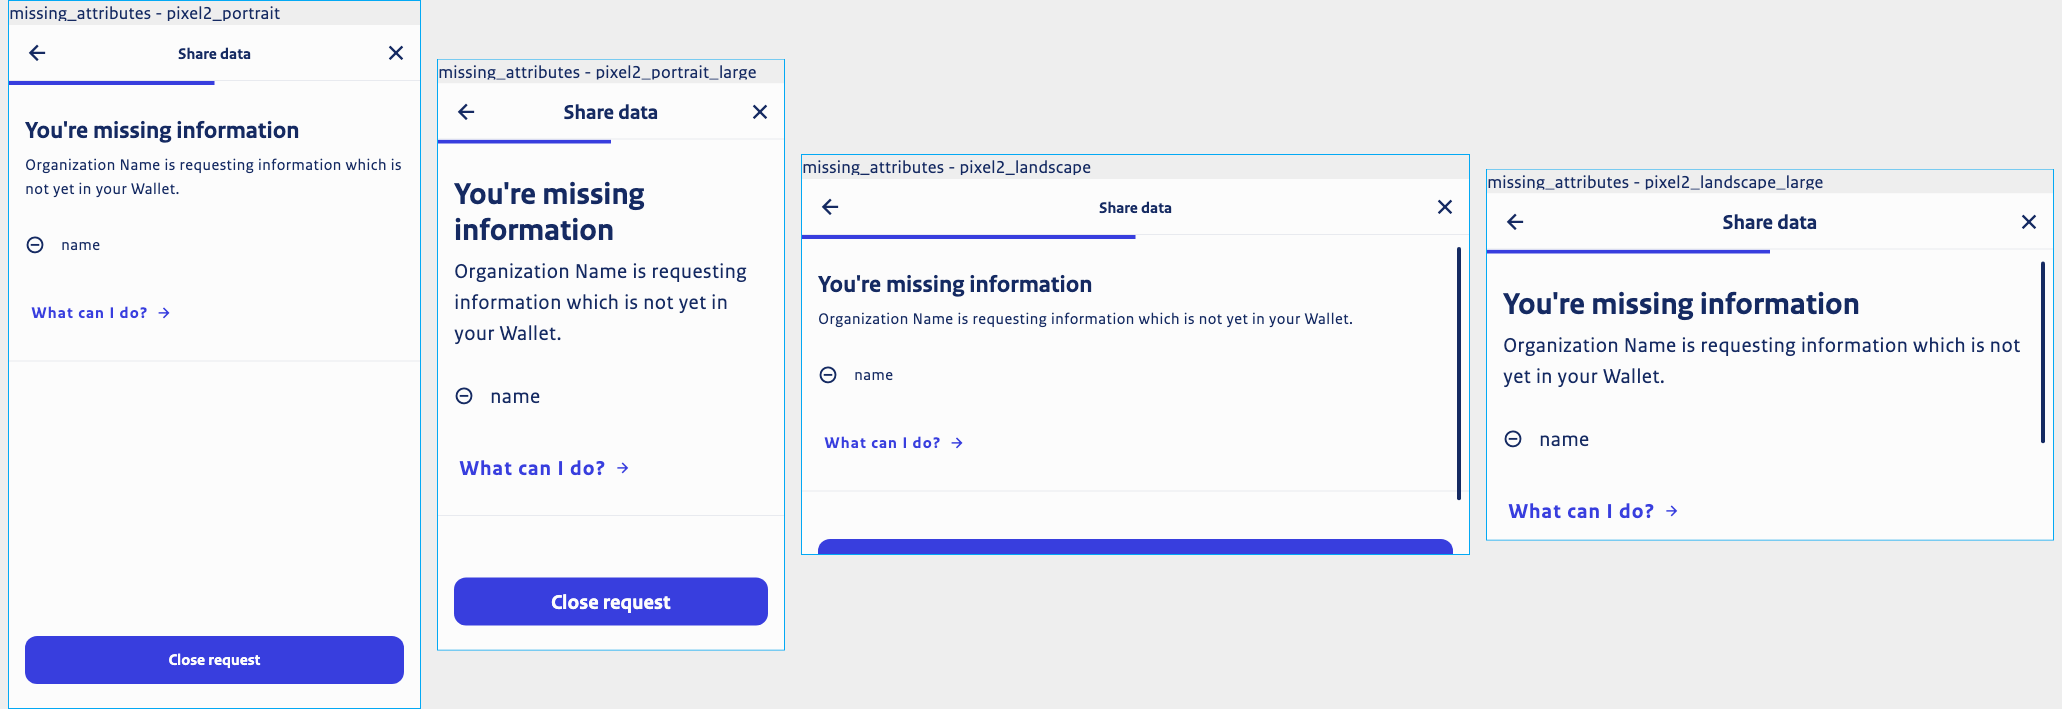 missing_attributes - pixel2_portrait
Share data
You're missing information
Organization Name is requesting information which is
not yet in your Wallet.
name
What can I do?
Close request
missing_attributes - pixel2_portrait_large
Share data
You're missing
information
Organization Name is requesting
information which is not yet in
your Wallet.
name
What can I do?
Close request
missing_attributes - pixel2_landscape
Share data
You're missing information
Organization Name is requesting information which is not yet in your Wallet.
name
What can I do?
missing_attributes - pixel2_landscape_large
Share data
You're missing information
Organization Name is requesting information which is not
yet in your Wallet.
name
What can I do?